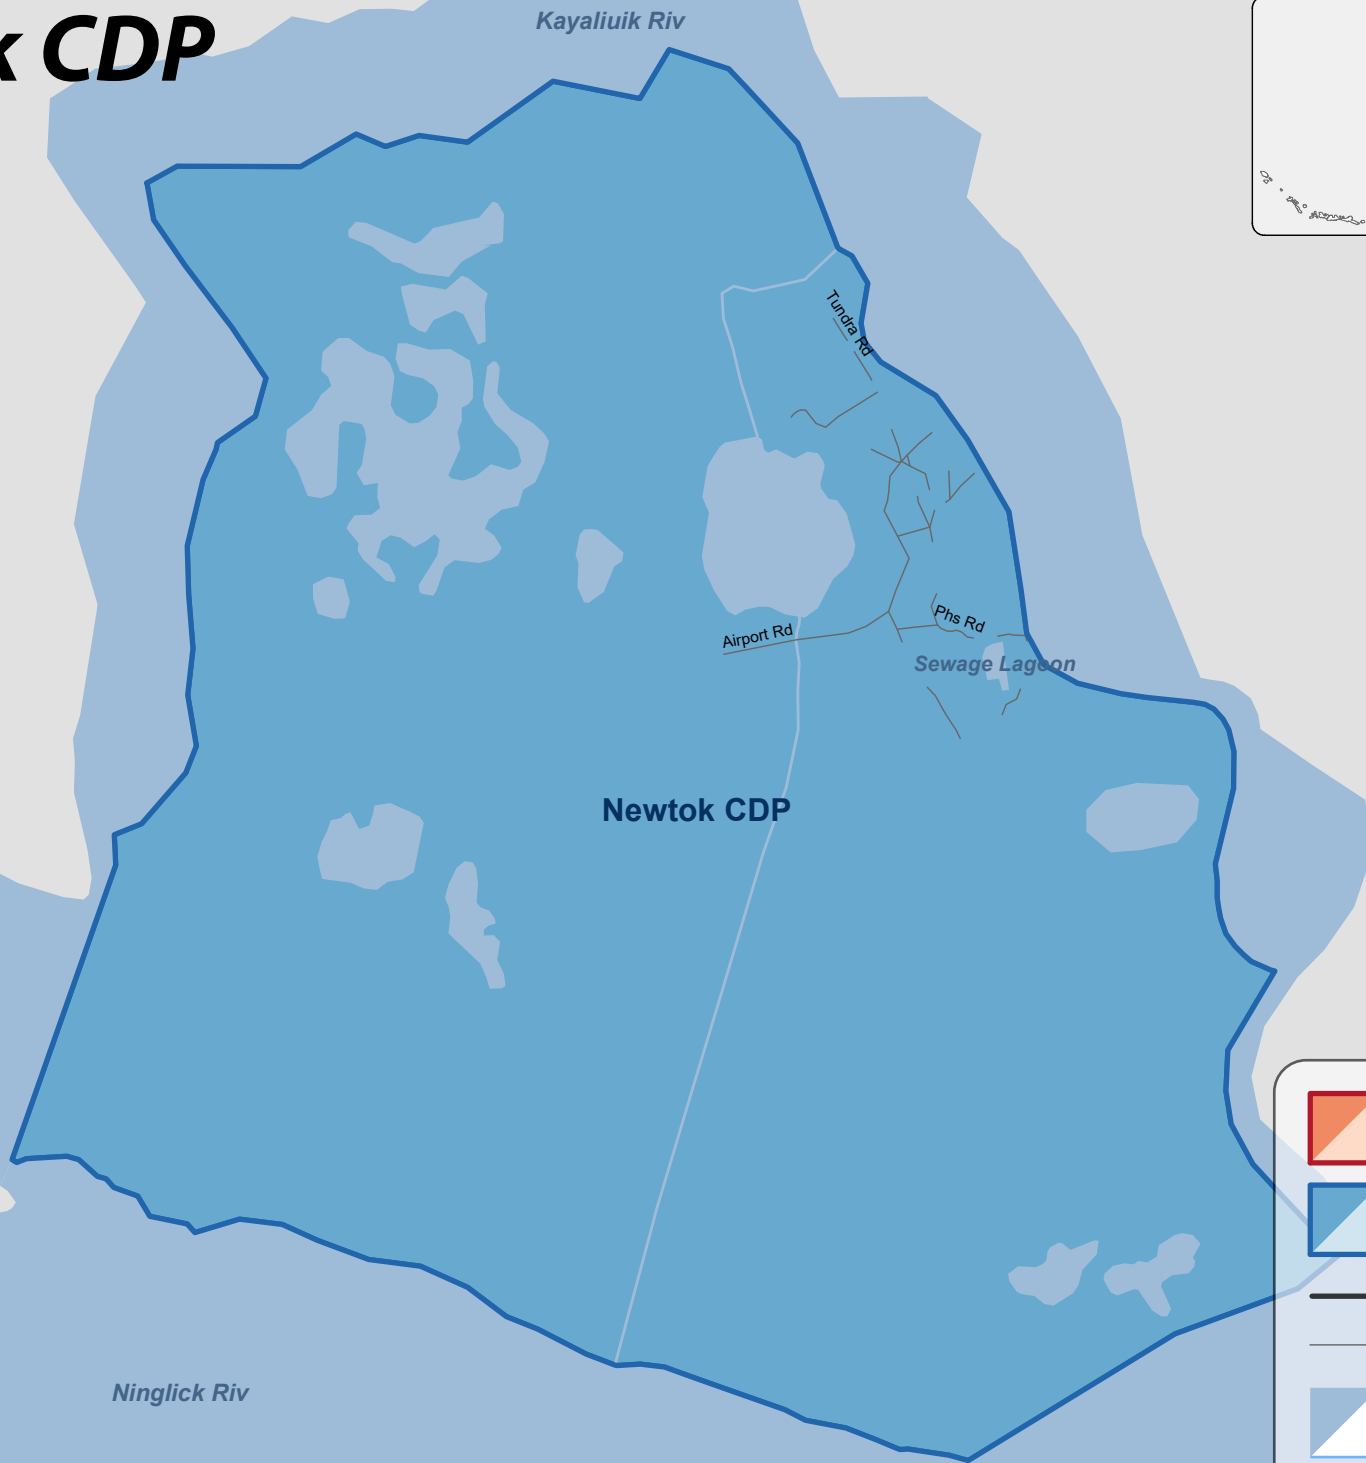 Kayaliuik Riv
k CDP
Tundra Rd
Phs Rd
Airport Rd
Sewage Lagoon
Newtok CDP
Ninglick Riv